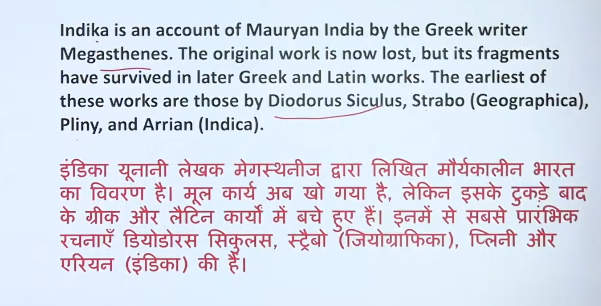 Indika is an account of Mauryan India by the Greek writer
Megasthenes. The original work is now lost, but its fragments
have survived in later Greek and Latin works. The earliest of
these works are those by Diodorus Siculus, Strabo (Geographica),
Pliny, and Arrian (Indica).
इंडिका यूनानी लेखक मेगस्थनीज द्वारा लिखित मौर्यकालीन भारत
का विवरण है। मूल कार्य अब खो गया है, लेकिन इसके टुकड़े बाद
के ग्रीक और लैटिन कार्यों में बचे हुए हैं। इनमें से सबसे प्रारंभिक
रचनाएँ डियोडोरस सिकुलस, स्ट्रैबो (जियोग्राफिका), प्लिनी और
एरियन (इंडिका) की हैं।